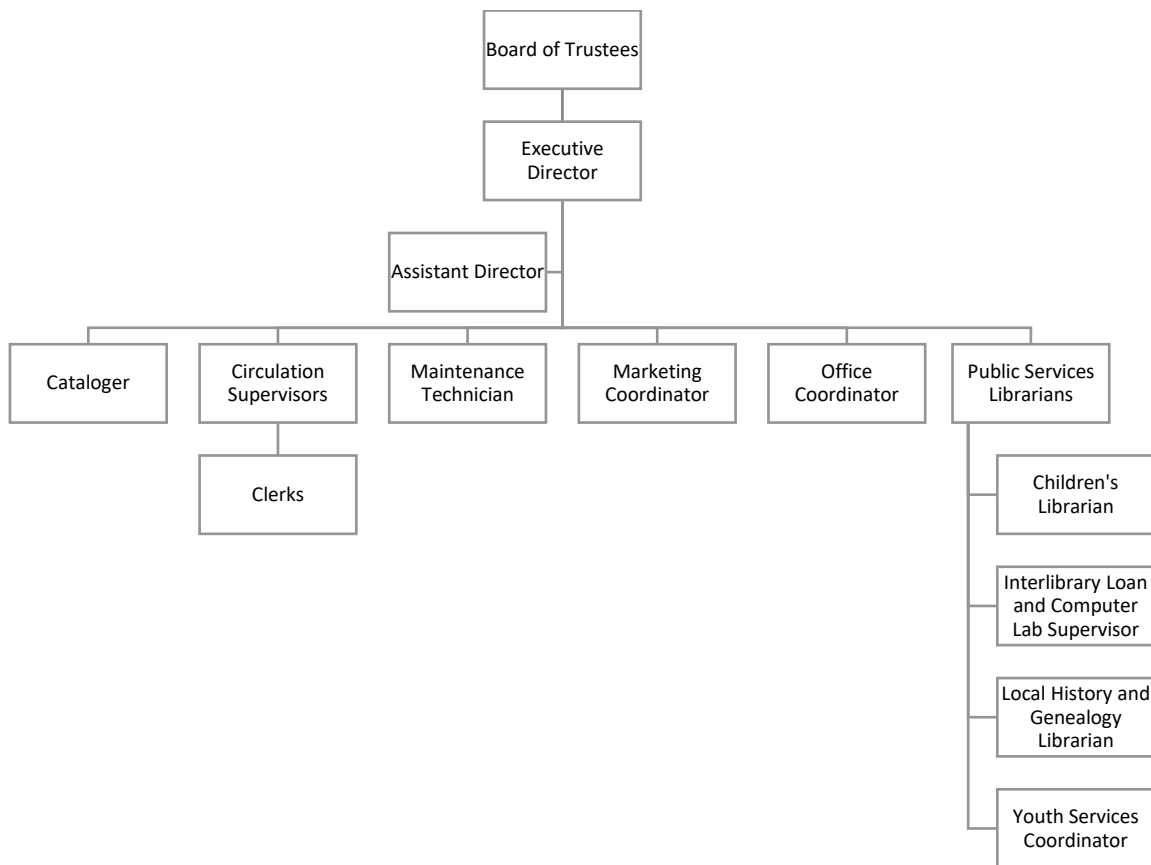 Board of Trustees
Executive
Director
Assistant Director
Cataloger
Circulation
Supervisors
Maintenance
Technician
Marketing
Coordinator
Office
Coordinator
Public Services
Librarians
Clerks
Children's
Librarian
Interlibrary Loan
and Computer
Lab Supervisor
Local History and
Genealogy
Librarian
Youth Services
Coordinator